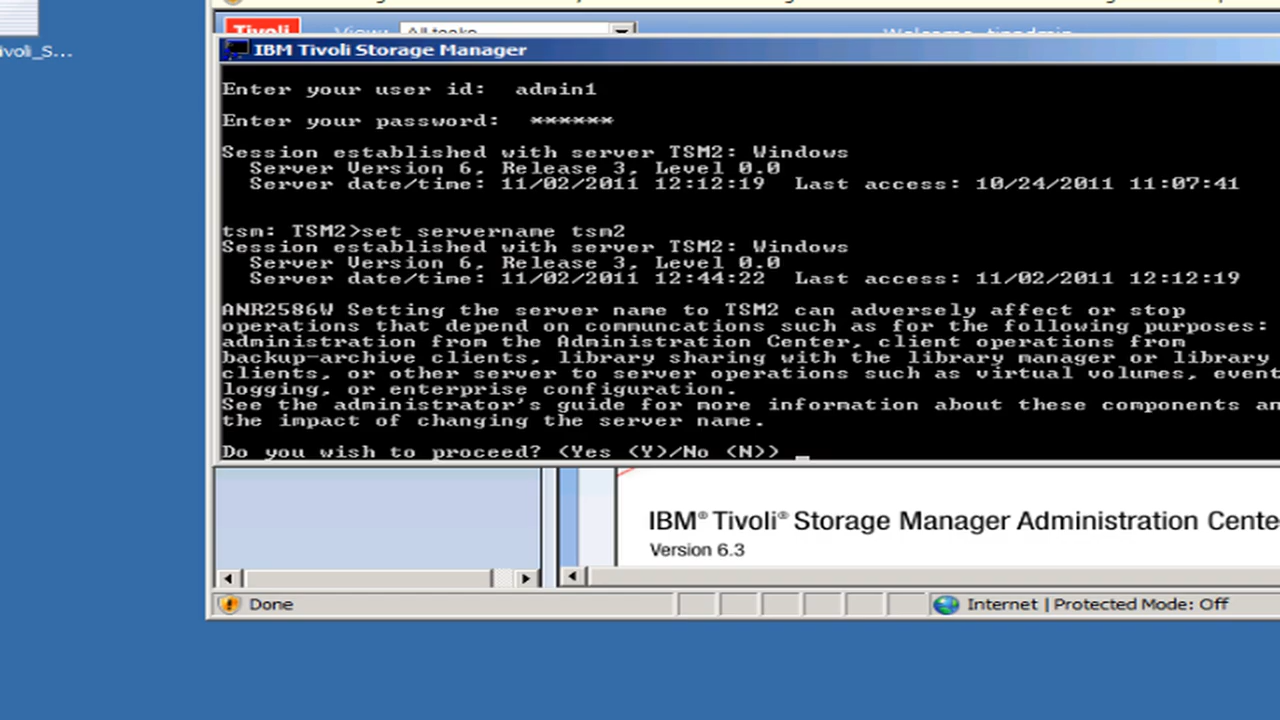 Tivoli View: All tasks Welcome, tipadmin
ivoli_S...
IBM Tivoli Storage Manager
Enter your user id: admin1
Enter your password: ******
Session established with server TSM2: Windows
Server Version 6, Release 3, Level 0.0
Server date/time: 11/02/2011 12:12:19 Last access: 10/24/2011 11:07:41
tsm: TSM2>set servername tsm2
Session established with server TSM2: Windows
Server Version 6, Release 3, Level 0.0
Server date/time: 11/02/2011 12:44:22 Last access: 11/02/2011 12:12:19
ANR2586W Setting the server name to TSM2 can adversely affect or stop
operations that depend on communcations such as for the following purposes:
administration from the Administration Center, client operations from
backup-archive clients, library sharing with the library manager or library
clients, or other server to server operations such as virtual volumes, event
logging, or enterprise configuration.
See the administrator's guide for more information about these components an
the impact of changing the server name.
Do you wish to proceed? (Yes (Y)/No (N)) _
IBM® Tivoli® Storage Manager Administration Cente
Version 6.3
Done
Internet | Protected Mode: Off